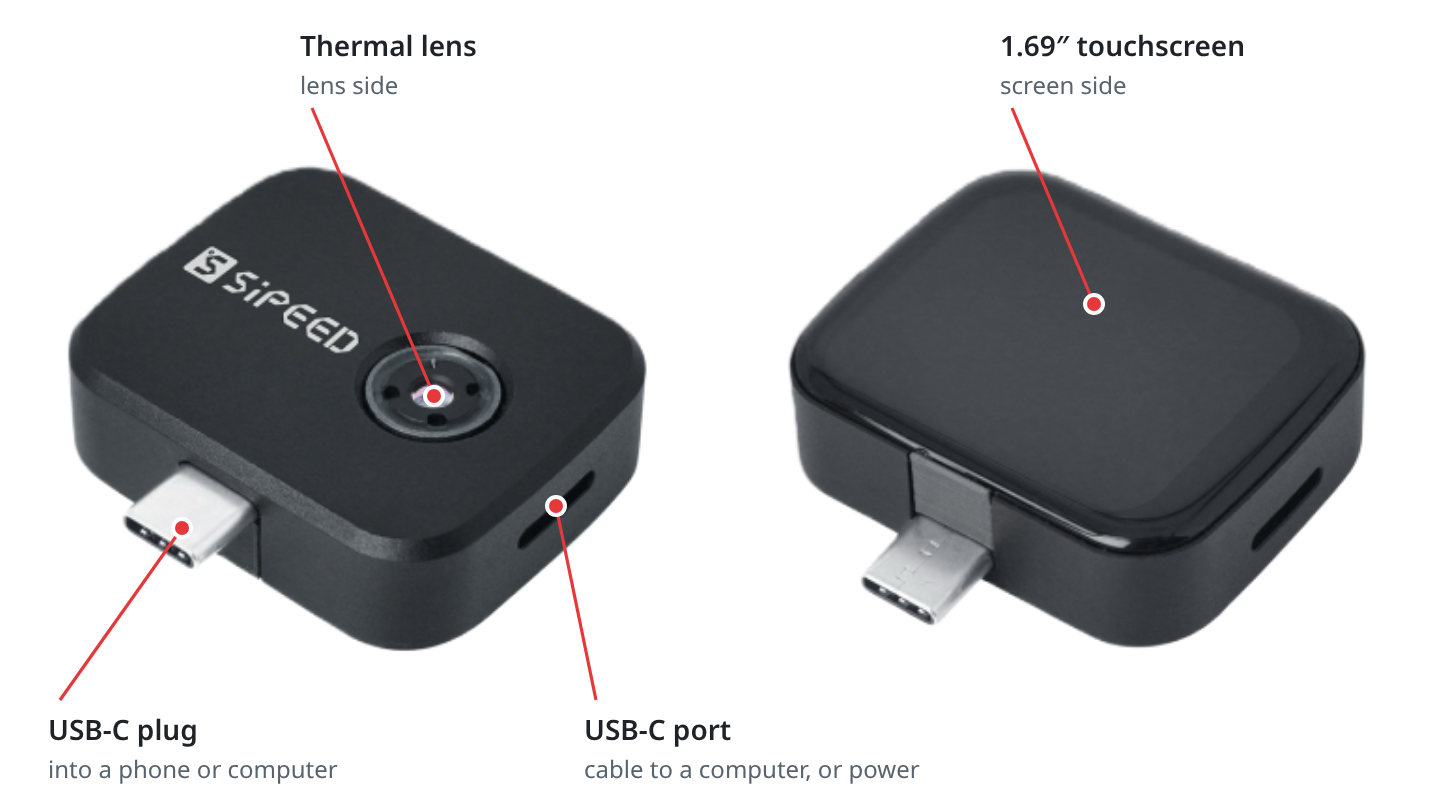 Thermal lens
lens side
1.69″ touchscreen
screen side
SiPEED
USB-C plug
into a phone or computer
USB-C port
cable to a computer, or power